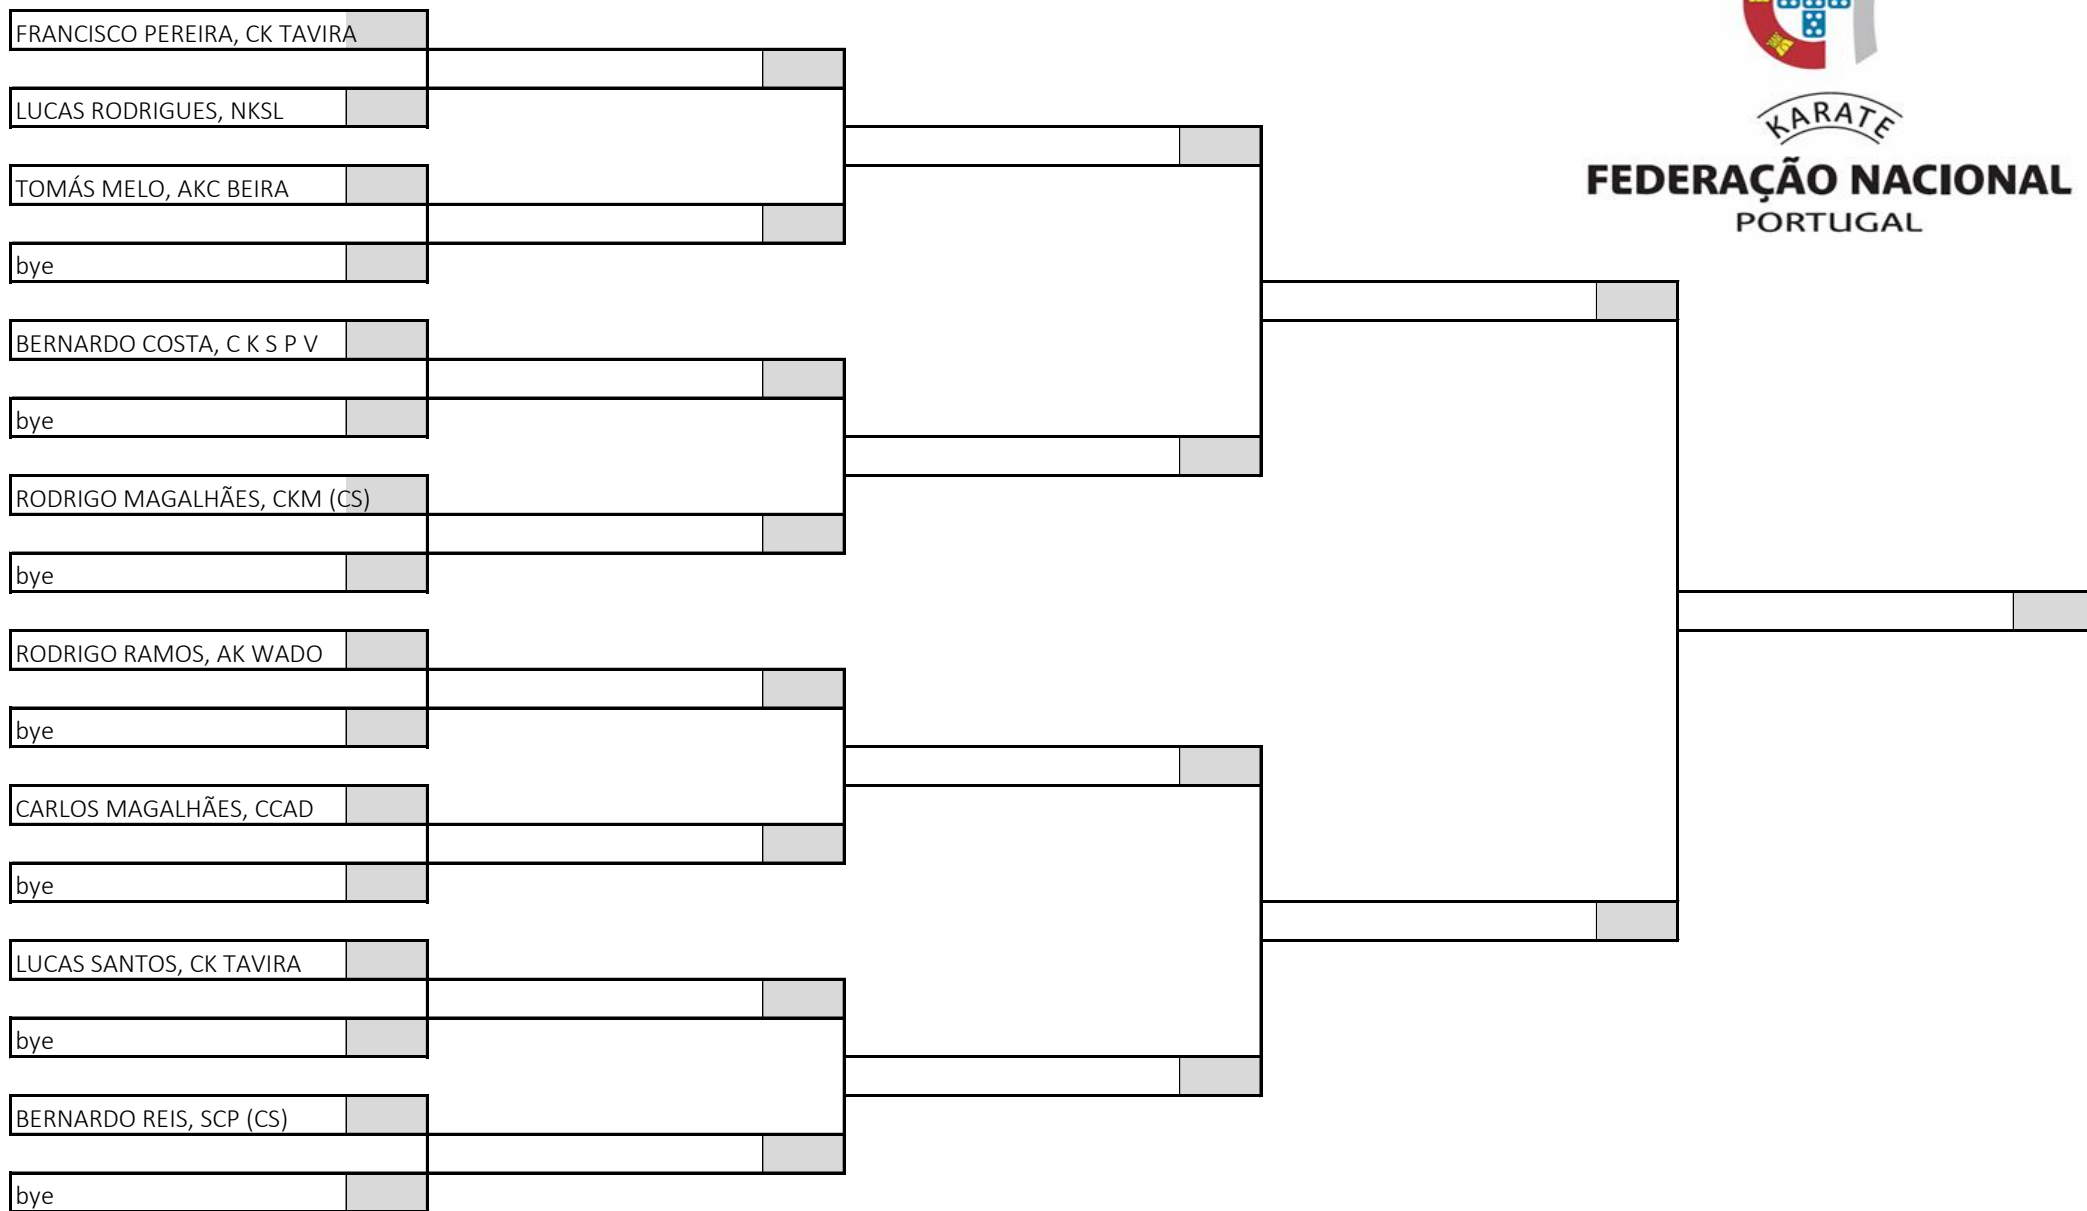 FRANCISCO PEREIRA, CK TAVIRA
LUCAS RODRIGUES, NKSL
TOMÁS MELO, AKC BEIRA
bye
BERNARDO COSTA, C K S P V
bye
RODRIGO MAGALHÃES, CKM (CS)
bye
RODRIGO RAMOS, AK WADO
bye
CARLOS MAGALHÃES, CCAD
bye
LUCAS SANTOS, CK TAVIRA
bye
BERNARDO REIS, SCP (CS)
bye
KARATE
FEDERAÇÃO NACIONAL
PORTUGAL